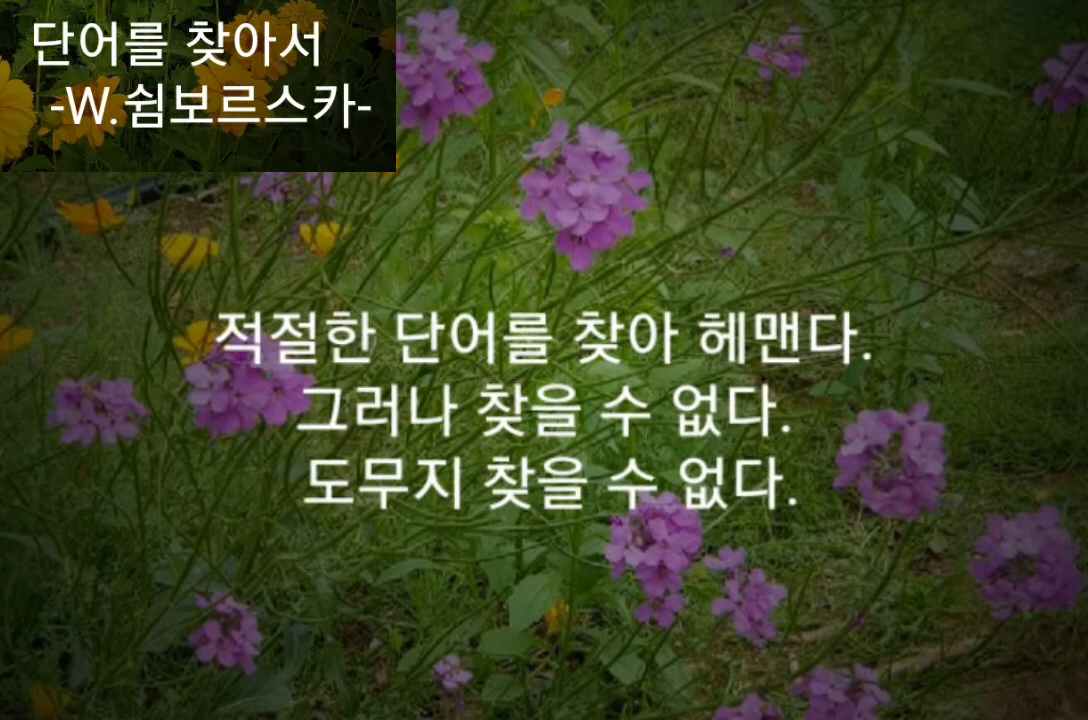 단어를 찾아서
-W.쉼보르스카-
적절한 단어를 찾아 헤맨다.
그러나 찾을 수 없다.
도무지 찾을 수 없다.